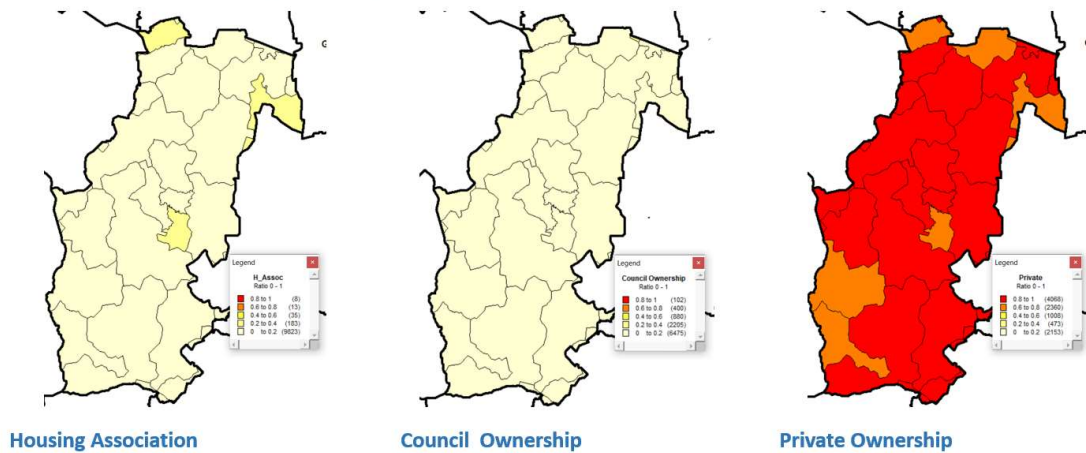 G
Legend
H_Assoc
Ratio 0 - 1
0.8 to 1 (8)
0.6 to 0.8 (13)
0.4 to 0.6 (35)
0.2 to 0.4 (183)
0 to 0.2 (9823)
Legend
Council Ownership
Ratio 0 - 1
0.8 to 1 (102)
0.6 to 0.8 (400)
0.4 to 0.6 (880)
0.2 to 0.4 (2205)
0 to 0.2 (6475)
Legend
Private
Ratio 0 - 1
0.8 to 1 (4068)
0.6 to 0.8 (2360)
0.4 to 0.6 (1008)
0.2 to 0.4 (473)
0 to 0.2 (2153)
Housing Association
Council Ownership
Private Ownership